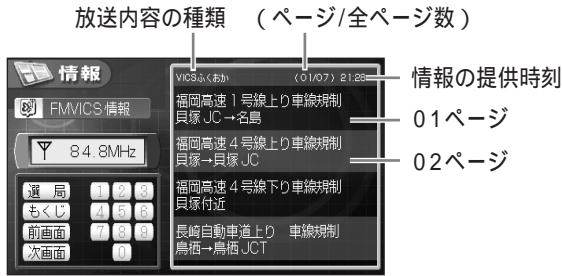 放送内容の種類 （ページ/全ページ数）
情報
VICSふくおか (01/07) 21:26
情報の提供時刻
FMVICS情報
福岡高速1号線上り車線規制
貝塚JC→名島
01ページ
84.8MHz
福岡高速4号線上り車線規制
貝塚→貝塚JC
02ページ
選局 1 2 3
もくじ 4 5 6
前画面 7 8 9
次画面 0
福岡高速4号線下り車線規制
貝塚付近
長崎自動車道上り 車線規制
鳥栖→鳥栖JCT